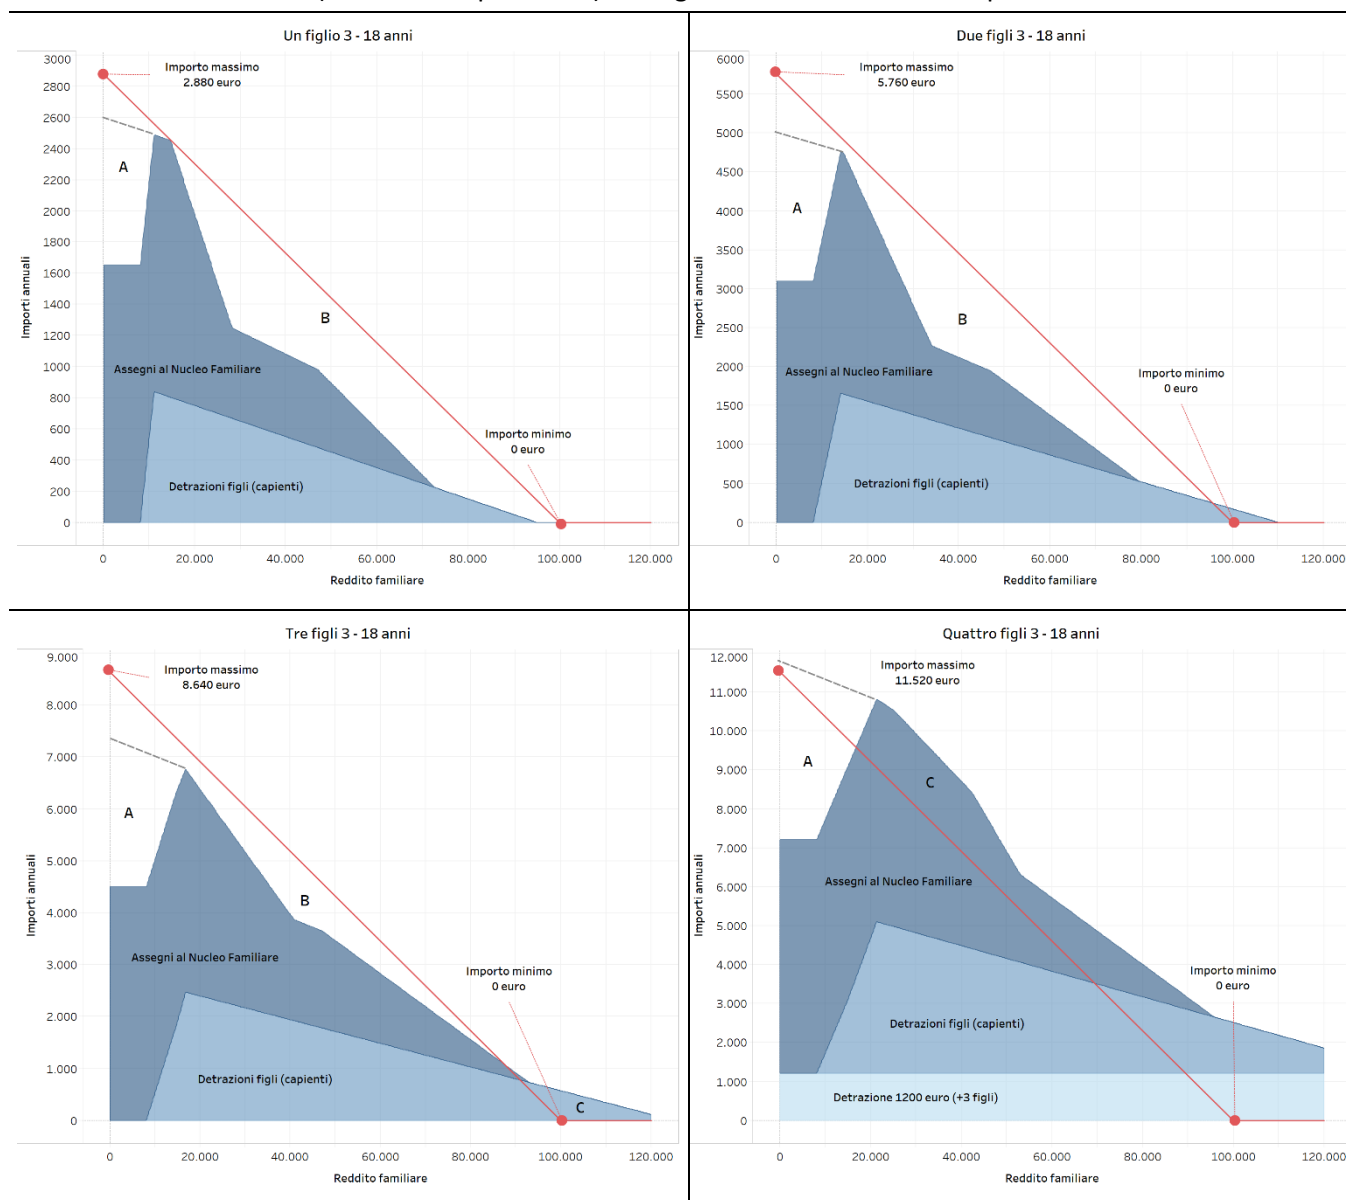 Un figlio 3 - 18 anni
3000
2800
2600
2400
2200
2000
1800
1600
1400
1200
1000
800
600
400
200
0
Importi annuali
Importo massimo
2.880 euro
A
B
Assegni al Nucleo Familiare
Importo minimo
0 euro
Detrazioni figli (capienti)
0 20.000 40.000 60.000 80.000 100.000 120.000
Reddito familiare
Due figli 3 - 18 anni
6000
5500
5000
4500
4000
3500
3000
2500
2000
1500
1000
500
0
Importi annuali
Importo massimo
5.760 euro
A
B
Assegni al Nucleo Familiare
Importo minimo
0 euro
Detrazioni figli (capienti)
0 20.000 40.000 60.000 80.000 100.000 120.000
Reddito familiare
Tre figli 3 - 18 anni
9.000
8.000
7.000
6.000
5.000
4.000
3.000
2.000
1.000
0
Importi annuali
Importo massimo
8.640 euro
A
B
Assegni al Nucleo Familiare
Importo minimo
0 euro
Detrazioni figli (capienti)
C
0 20.000 40.000 60.000 80.000 100.000 120.000
Reddito familiare
Quattro figli 3 - 18 anni
12.000
11.000
10.000
9.000
8.000
7.000
6.000
5.000
4.000
3.000
2.000
1.000
0
Importi annuali
Importo massimo
11.520 euro
A
C
Assegni al Nucleo Familiare
Importo minimo
0 euro
Detrazioni figli (capienti)
Detrazione 1200 euro (+3 figli)
0 20.000 40.000 60.000 80.000 100.000 120.000
Reddito familiare